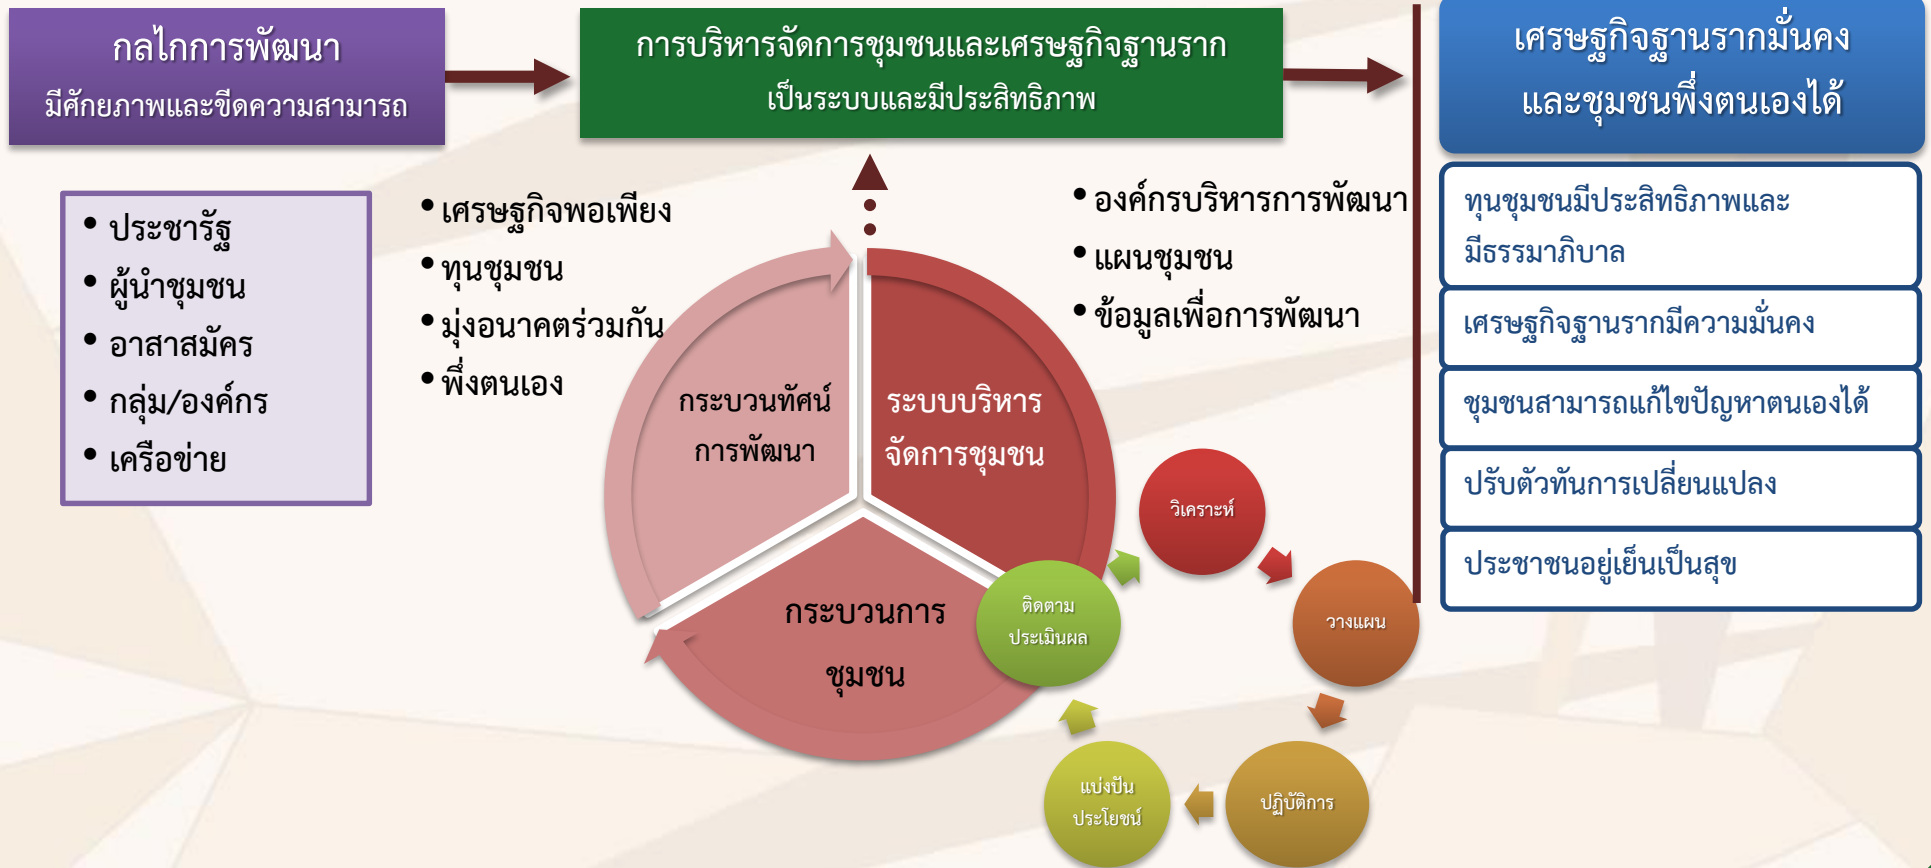 กลไกการพัฒนา
มีศักยภาพและขีดความสามารถ
การบริหารจัดการชุมชนและเศรษฐกิจฐานราก
เป็นระบบและมีประสิทธิภาพ
เศรษฐกิจฐานรากมั่นคง
และชุมชนพึ่งตนเองได้
• ประชารัฐ
• ผู้นำชุมชน
• อาสาสมัคร
• กลุ่ม/องค์กร
• เครือข่าย
• เศรษฐกิจพอเพียง
• ทุนชุมชน
• มุ่งอนาคตร่วมกัน
• พึ่งตนเอง
• องค์กรบริหารการพัฒนา
• แผนชุมชน
• ข้อมูลเพื่อการพัฒนา
กระบวนทัศน์
การพัฒนา
ระบบบริหาร
จัดการชุมชน
กระบวนการ
ชุมชน
วิเคราะห์
วางแผน
ปฏิบัติการ
แบ่งปัน
ประโยชน์
ติดตาม
ประเมินผล
ทุนชุมชนมีประสิทธิภาพและ
มีธรรมาภิบาล
เศรษฐกิจฐานรากมีความมั่นคง
ชุมชนสามารถแก้ไขปัญหาตนเองได้
ปรับตัวทันการเปลี่ยนแปลง
ประชาชนอยู่เย็นเป็นสุข